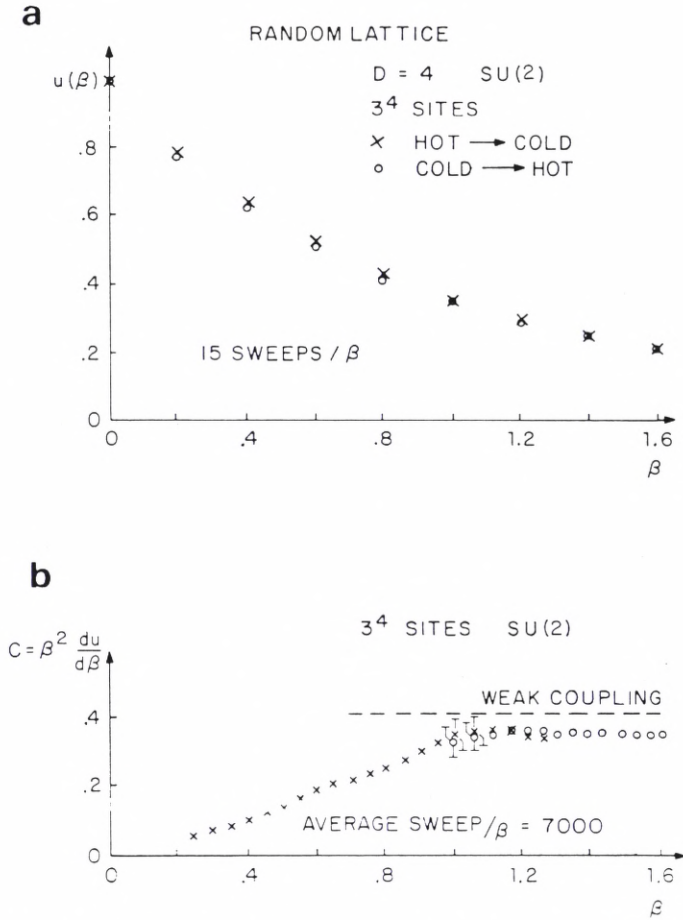 a
RANDOM LATTICE
u(β)
D = 4 SU(2)
3⁴ SITES
× HOT → COLD
o COLD → HOT
.8
.6
.4
.2
0
15 SWEEPS / β
0 .4 .8 1.2 1.6
β
b
3⁴ SITES SU(2)
C = β² du/dβ
WEAK COUPLING
.4
.2
0
AVERAGE SWEEP/β = 7000
0 .4 .8 1.2 1.6
β